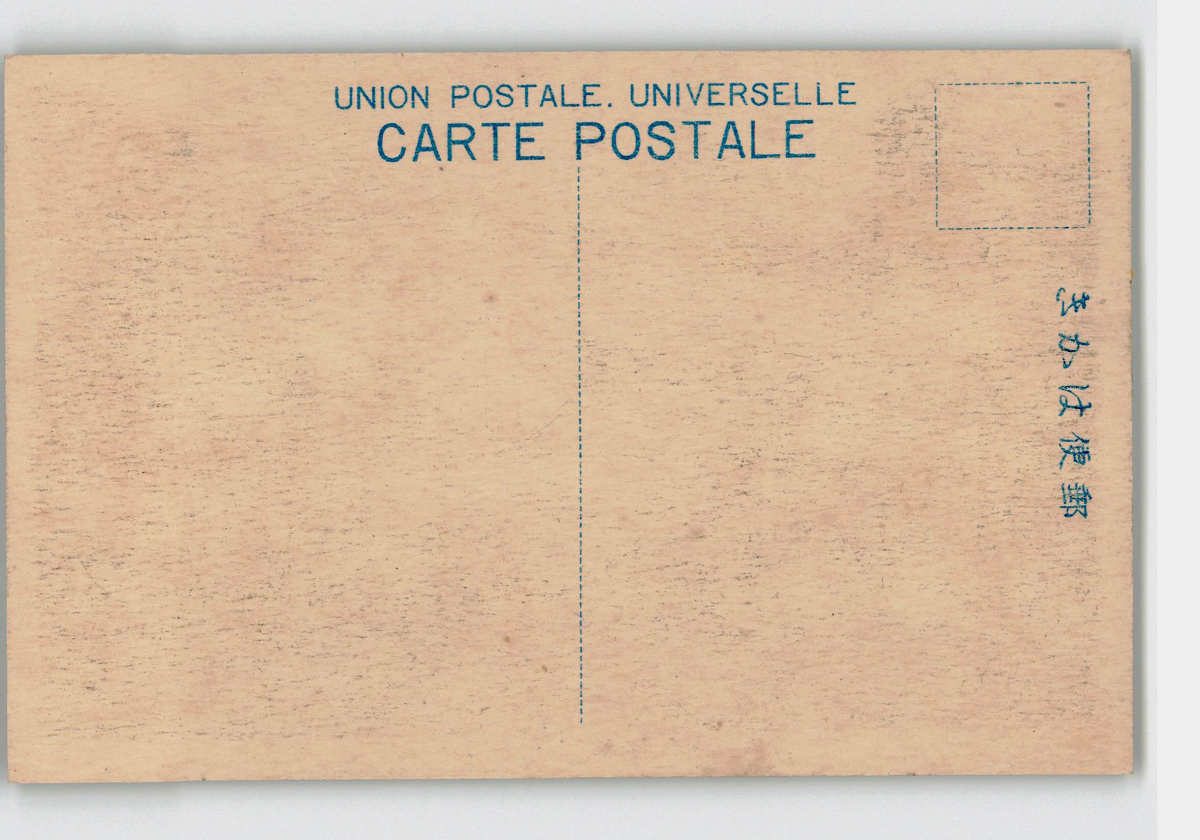 UNION POSTALE. UNIVERSELLE
CARTE POSTALE
郵便はかき